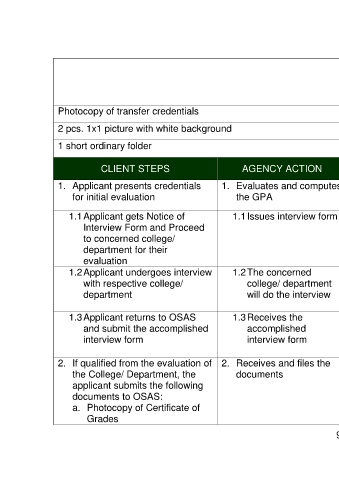 Photocopy of transfer credentials
2 pcs. 1x1 picture with white background
1 short ordinary folder
CLIENT STEPS
AGENCY ACTION
1. Applicant presents credentials
for initial evaluation
1. Evaluates and computes
the GPA
1.1 Applicant gets Notice of
Interview Form and Proceed
to concerned college/
department for their
evaluation
1.1 Issues interview form
1.2 Applicant undergoes interview
with respective college/
department
1.2 The concerned
college/ department
will do the interview
1.3 Applicant returns to OSAS
and submit the accomplished
interview form
1.3 Receives the
accomplished
interview form
2. If qualified from the evaluation of
the College/ Department, the
applicant submits the following
documents to OSAS:
a. Photocopy of Certificate of
Grades
2. Receives and files the
documents